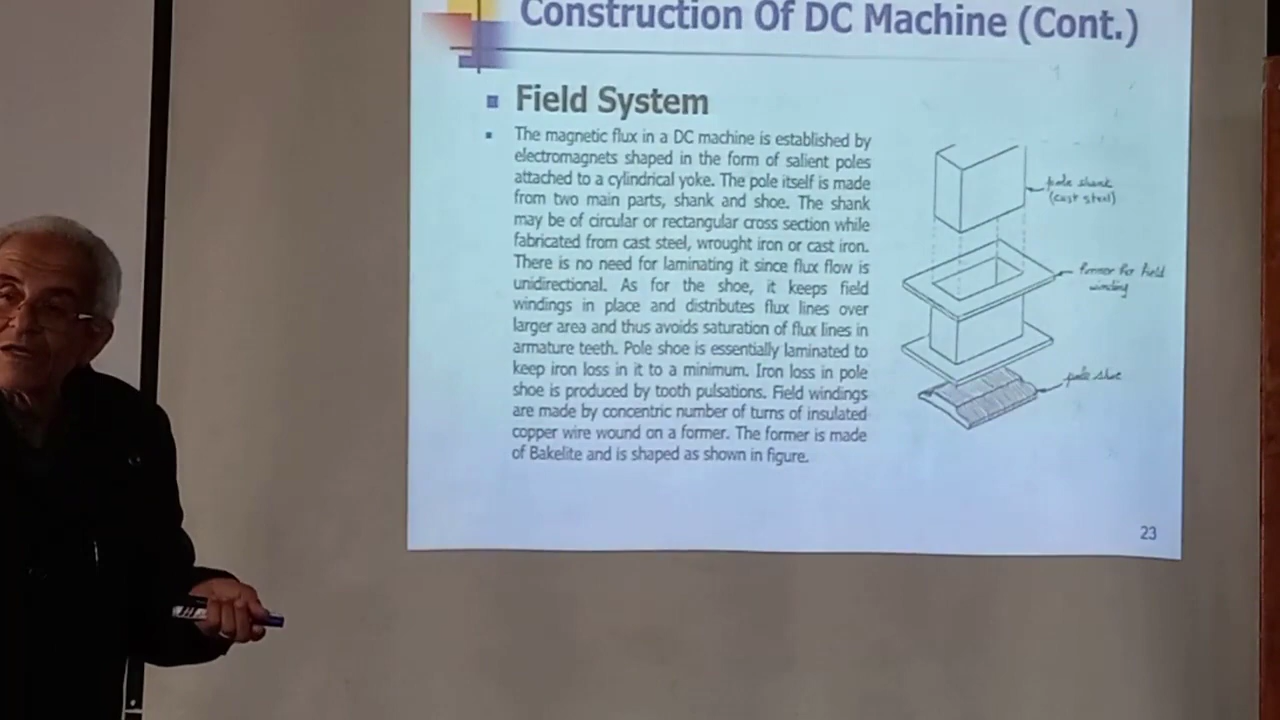 Construction Of DC Machine (Cont.)
Field System
The magnetic flux in a DC machine is established by
electromagnets shaped in the form of salient poles
attached to a cylindrical yoke. The pole itself is made
from two main parts, shank and shoe. The shank
may be of circular or rectangular cross section while
fabricated from cast steel, wrought iron or cast iron.
There is no need for laminating it since flux flow is
unidirectional. As for the shoe, it keeps field
windings in place and distributes flux lines over
larger area and thus avoids saturation of flux lines in
armature teeth. Pole shoe is essentially laminated to
keep iron loss in it to a minimum. Iron loss in pole
shoe is produced by tooth pulsations. Field windings
are made by concentric number of turns of insulated
copper wire wound on a former. The former is made
of Bakelite and is shaped as shown in figure.
pole shank
(cast steel)
former for field
winding
pole shoe
23